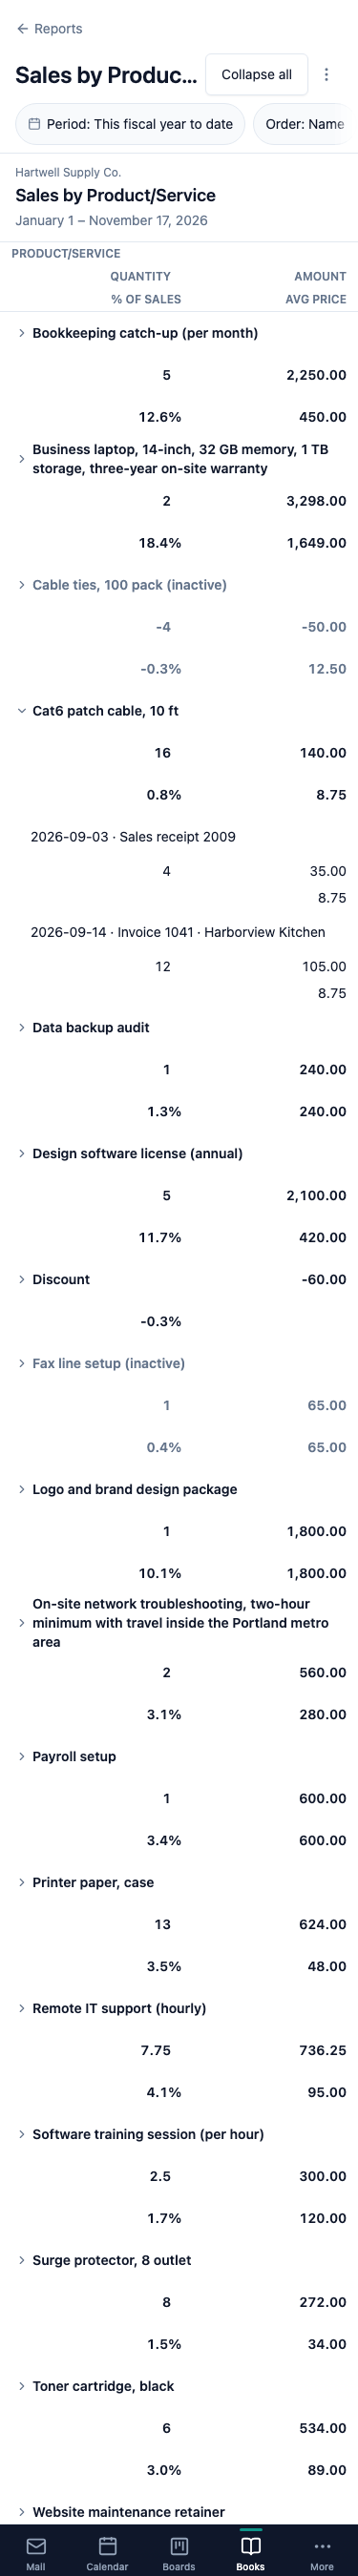 Reports
Sales by Produc...
Collapse all
Period: This fiscal year to date
Order: Name
Hartwell Supply Co.
Sales by Product/Service
January 1 – November 17, 2026
PRODUCT/SERVICE
QUANTITY AMOUNT
% OF SALES AVG PRICE
Bookkeeping catch-up (per month)
5 2,250.00
12.6% 450.00
Business laptop, 14-inch, 32 GB memory, 1 TB
storage, three-year on-site warranty
2 3,298.00
18.4% 1,649.00
Cable ties, 100 pack (inactive)
-4 -50.00
-0.3% 12.50
Cat6 patch cable, 10 ft
16 140.00
0.8% 8.75
2026-09-03 · Sales receipt 2009
4 35.00
8.75
2026-09-14 · Invoice 1041 · Harborview Kitchen
12 105.00
8.75
Data backup audit
1 240.00
1.3% 240.00
Design software license (annual)
5 2,100.00
11.7% 420.00
Discount -60.00
-0.3%
Fax line setup (inactive)
1 65.00
0.4% 65.00
Logo and brand design package
1 1,800.00
10.1% 1,800.00
On-site network troubleshooting, two-hour
minimum with travel inside the Portland metro
area
2 560.00
3.1% 280.00
Payroll setup
1 600.00
3.4% 600.00
Printer paper, case
13 624.00
3.5% 48.00
Remote IT support (hourly)
7.75 736.25
4.1% 95.00
Software training session (per hour)
2.5 300.00
1.7% 120.00
Surge protector, 8 outlet
8 272.00
1.5% 34.00
Toner cartridge, black
6 534.00
3.0% 89.00
Website maintenance retainer
Mail Calendar Boards Books More